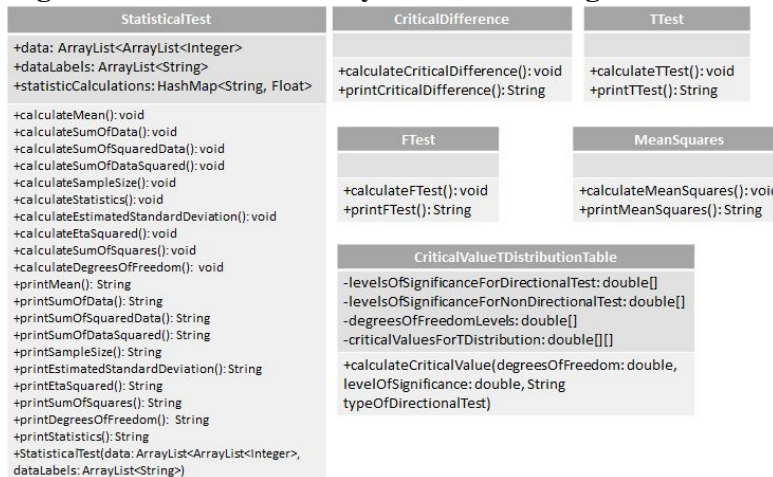 StatisticalTest
+data: ArrayList<ArrayList<Integer>
+dataLabels: ArrayList<String>
+statisticCalculations: HashMap<String, Float>
+calculateMean(): void
+calculateSumOfData(): void
+calculateSumOfSquaredData(): void
+calculateSumOfDataSquared(): void
+calculateSampleSize(): void
+calculateStatistics(): void
+calculateEstimatedStandardDeviation(): void
+calculateEtaSquared(): void
+calculateSumOfSquares(): void
+calculateDegreesOfFreedom(): void
+printMean(): String
+printSumOfData(): String
+printSumOfSquaredData(): String
+printSumOfDataSquared(): String
+printSampleSize(): String
+printEstimatedStandardDeviation(): String
+printEtaSquared(): String
+printSumOfSquares(): String
+printDegreesOfFreedom(): String
+printStatistics(): String
+StatisticalTest(data: ArrayList<ArrayList<Integer>,
dataLabels: ArrayList<String>)
CriticalDifference
+calculateCriticalDifference(): void
+printCriticalDifference(): String
TTest
+calculateTTest(): void
+printTTest(): String
FTest
+calculateFTest(): void
+printFTest(): String
MeanSquares
+calculateMeanSquares(): void
+printMeanSquares(): String
CriticalValueTDistributionTable
-levelsOfSignificanceForDirectionalTest: double[]
-levelsOfSignificanceForNonDirectionalTest: double[]
-degreesOfFreedomLevels: double[]
-criticalValuesForTDistribution: double[][]
+calculateCriticalValue(degreesOfFreedom: double,
levelOfSignificance: double, String
typeOfDirectionalTest)